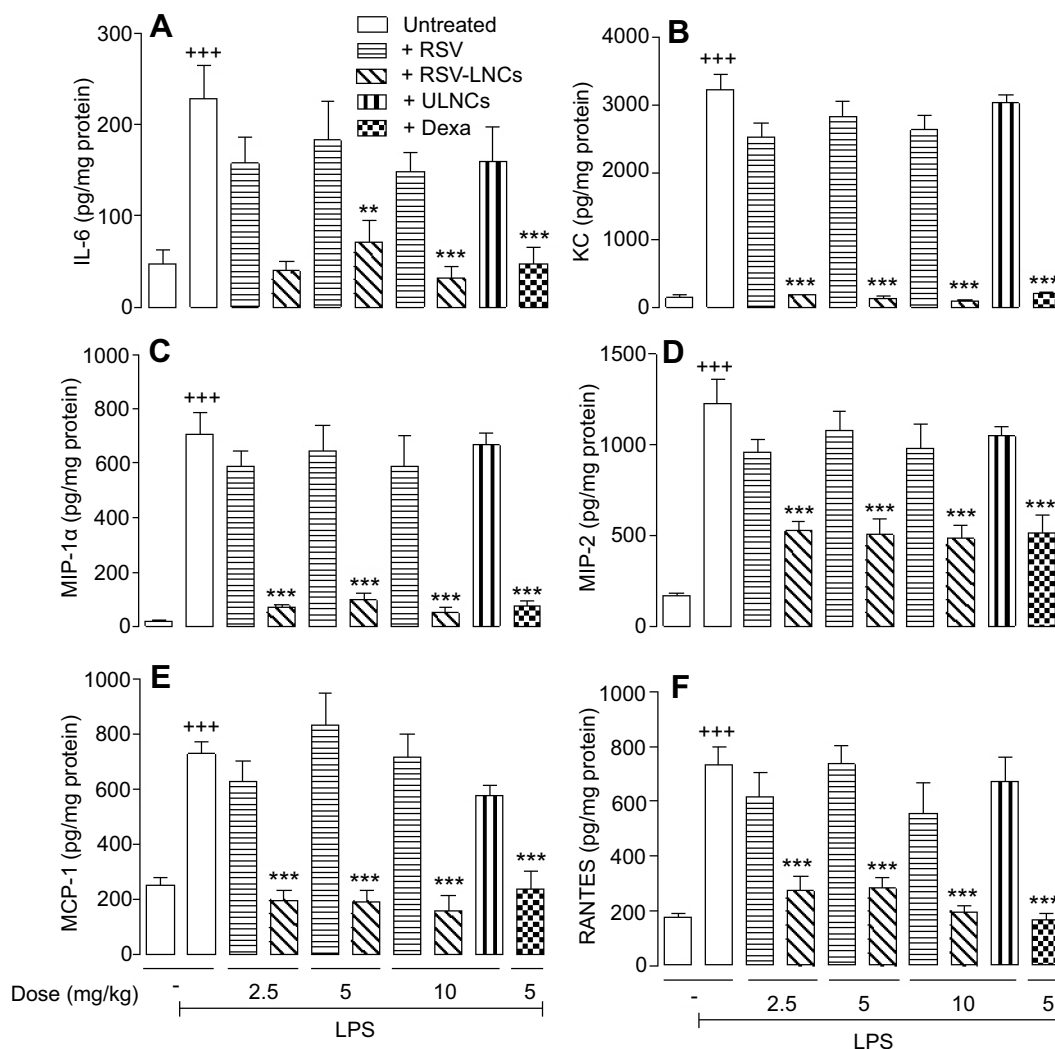 A
300
200
100
0
IL-6 (pg/mg protein)
+++
**
***
***
Untreated
+ RSV
+ RSV-LNCs
+ ULNCs
+ Dexa
B
4000
3000
2000
1000
0
KC (pg/mg protein)
+++
***
***
***
***
C
1000
800
600
400
200
0
MIP-1α (pg/mg protein)
+++
***
***
***
***
D
1500
1000
500
0
MIP-2 (pg/mg protein)
+++
***
***
***
***
E
1000
800
600
400
200
0
MCP-1 (pg/mg protein)
+++
***
***
***
***
F
1000
800
600
400
200
0
RANTES (pg/mg protein)
+++
***
***
***
***
Dose (mg/kg) - 2.5 5 10 5
LPS
- 2.5 5 10 5
LPS